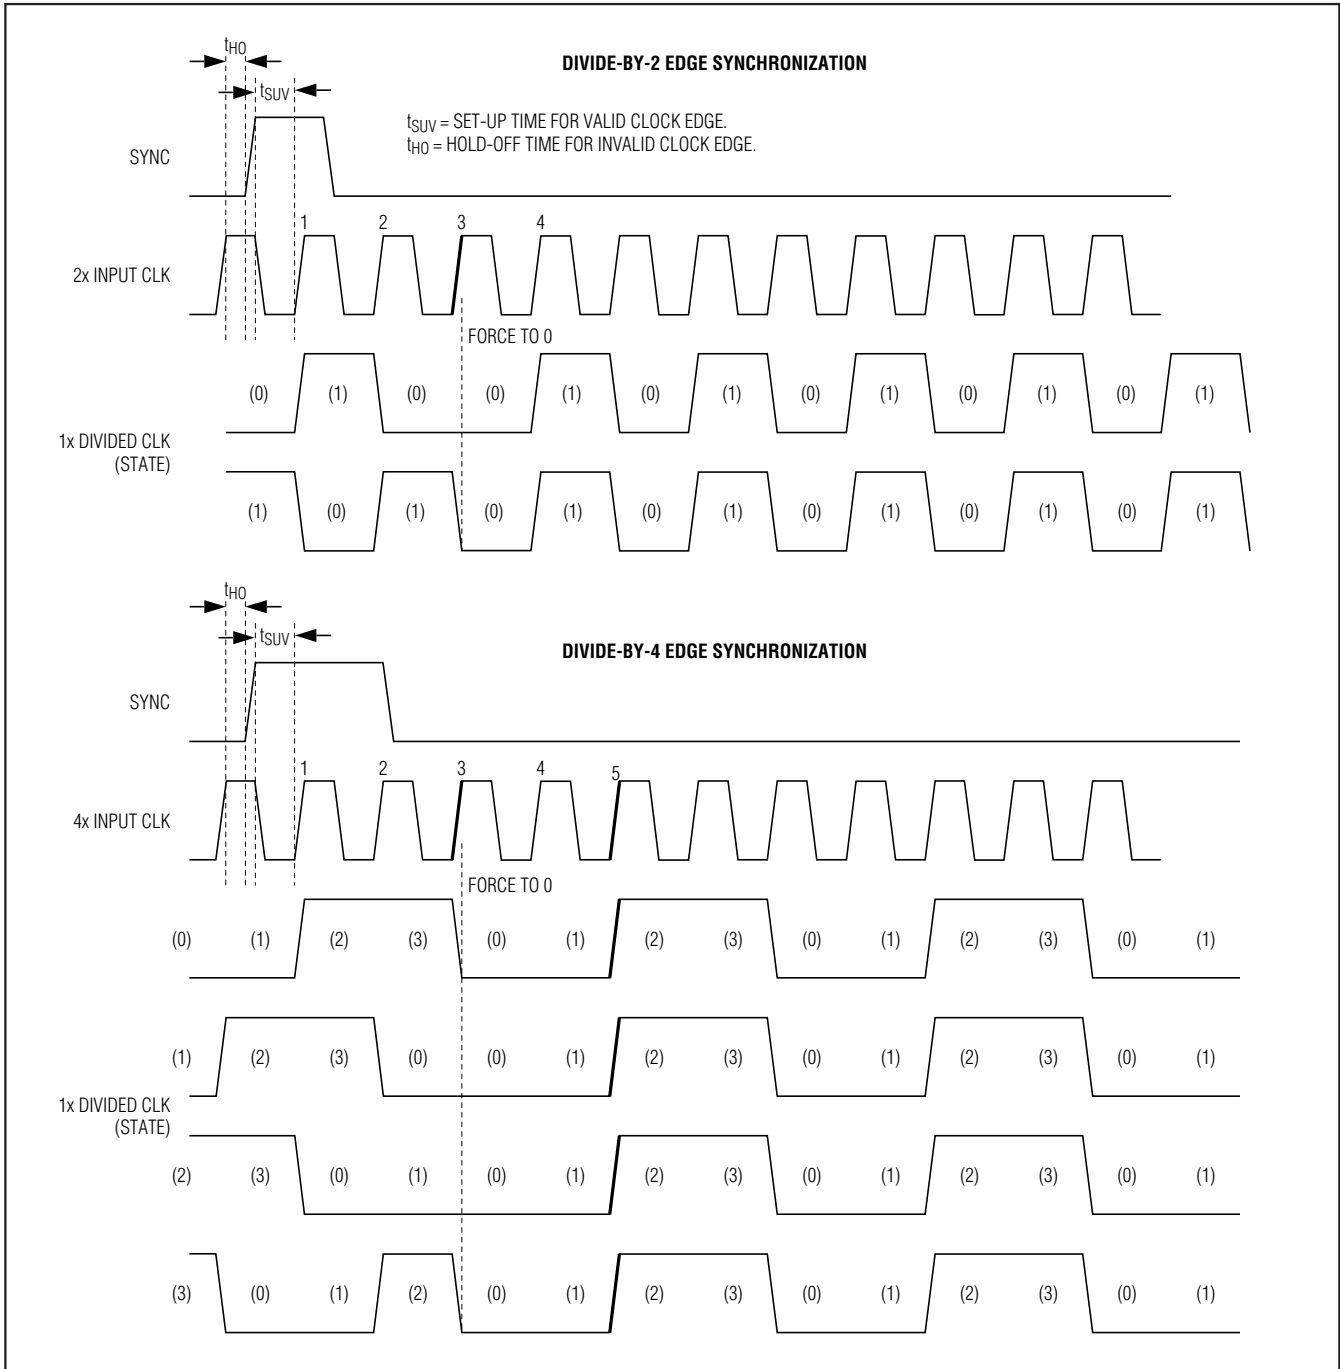 tHO
DIVIDE-BY-2 EDGE SYNCHRONIZATION
tSUV
tSUV = SET-UP TIME FOR VALID CLOCK EDGE.
tHO = HOLD-OFF TIME FOR INVALID CLOCK EDGE.
SYNC
1 2 3 4
2x INPUT CLK
FORCE TO 0
(0) (1) (0) (0) (1) (0) (1) (0) (1) (0) (1) (0) (1)
1x DIVIDED CLK
(STATE)
(1) (0) (1) (0) (1) (0) (1) (0) (1) (0) (1) (0) (1)
tHO
tSUV
DIVIDE-BY-4 EDGE SYNCHRONIZATION
SYNC
1 2 3 4 5
4x INPUT CLK
FORCE TO 0
(0) (1) (2) (3) (0) (1) (2) (3) (0) (1) (2) (3) (0) (1)
(1) (2) (3) (0) (0) (1) (2) (3) (0) (1) (2) (3) (0) (1)
1x DIVIDED CLK
(STATE)
(2) (3) (0) (1) (0) (1) (2) (3) (0) (1) (2) (3) (0) (1)
(3) (0) (1) (2) (0) (1) (2) (3) (0) (1) (2) (3) (0) (1)